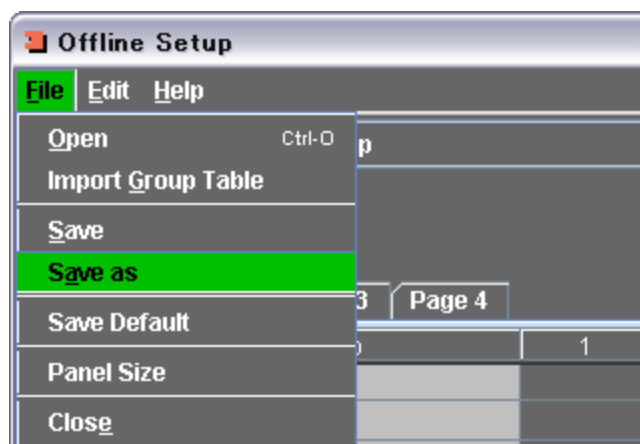 Offline Setup
File Edit Help
Open Ctrl-O
p
Import Group Table
Save
Save as
3 Page 4
Save Default
1
Panel Size
Close